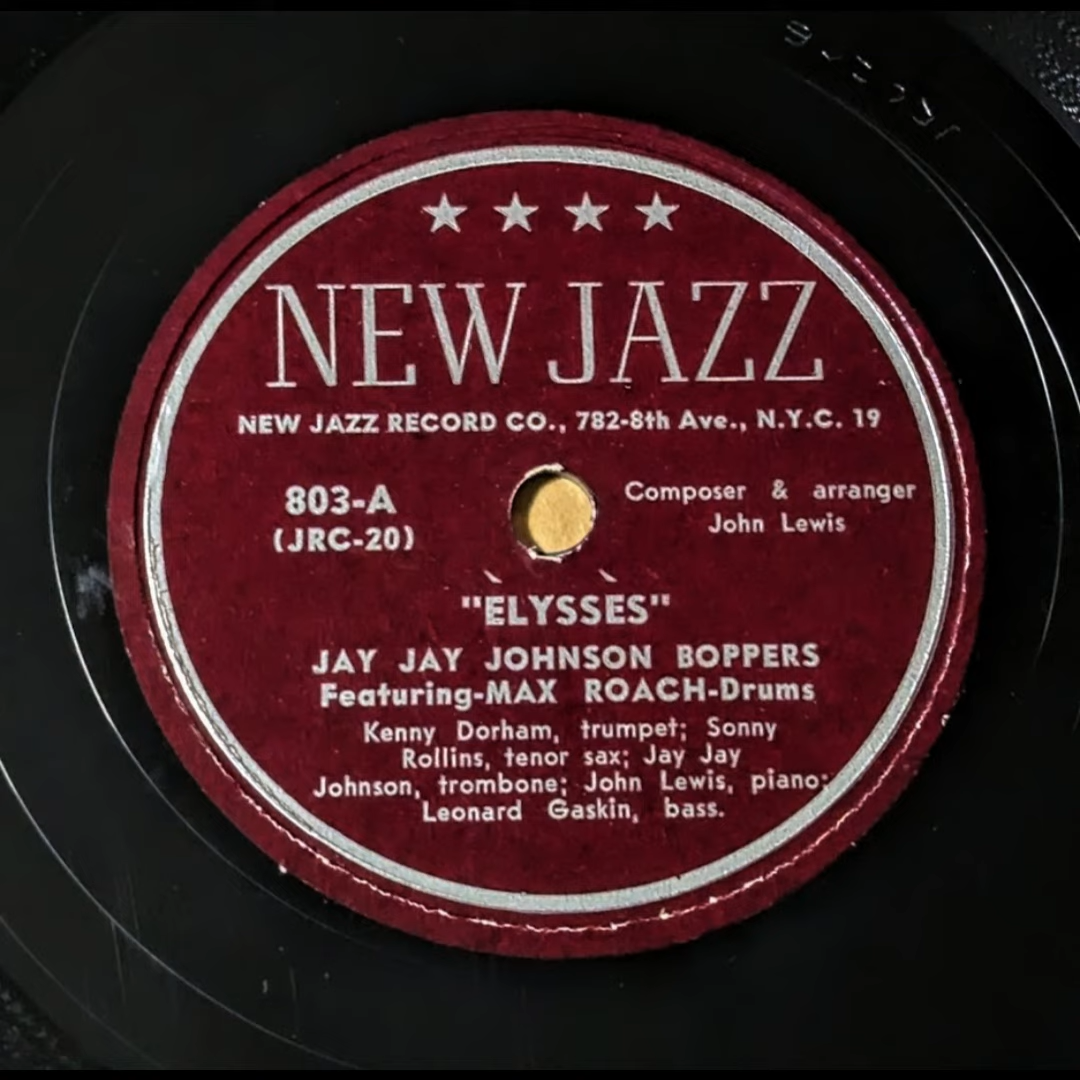 ★ ★ ★ ★
NEW JAZZ
NEW JAZZ RECORD CO., 782-8th Ave., N.Y.C. 19
803-A
(JRC-20)
Composer & arranger
John Lewis
"ÈLYSSÈS"
JAY JAY JOHNSON BOPPERS
Featuring-MAX ROACH-Drums
Kenny Dorham, trumpet; Sonny
Rollins, tenor sax; Jay Jay
Johnson, trombone; John Lewis, piano;
Leonard Gaskin, bass.